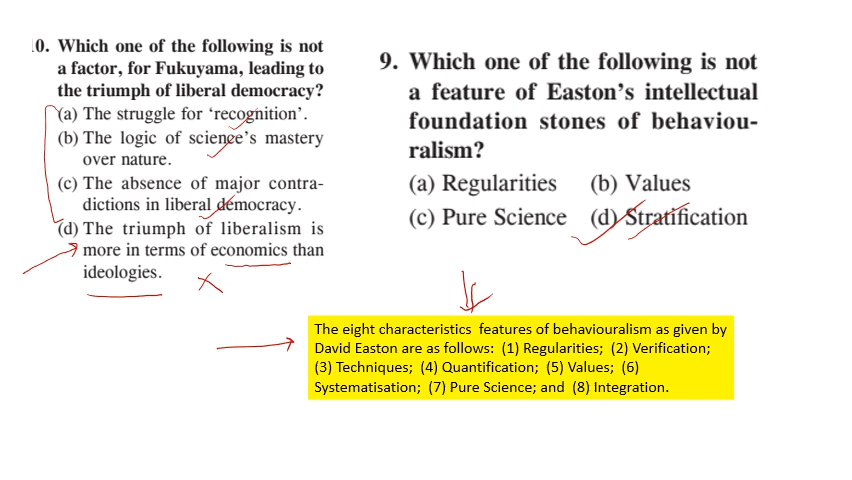 .0. Which one of the following is not
a factor, for Fukuyama, leading to
the triumph of liberal democracy?
(a) The struggle for ‘recognition’.
(b) The logic of science’s mastery
over nature.
(c) The absence of major contra-
dictions in liberal democracy.
(d) The triumph of liberalism is
more in terms of economics than
ideologies.
9. Which one of the following is not
a feature of Easton’s intellectual
foundation stones of behaviou-
ralism?
(a) Regularities (b) Values
(c) Pure Science (d) Stratification
The eight characteristics features of behaviouralism as given by
David Easton are as follows: (1) Regularities; (2) Verification;
(3) Techniques; (4) Quantification; (5) Values; (6)
Systematisation; (7) Pure Science; and (8) Integration.